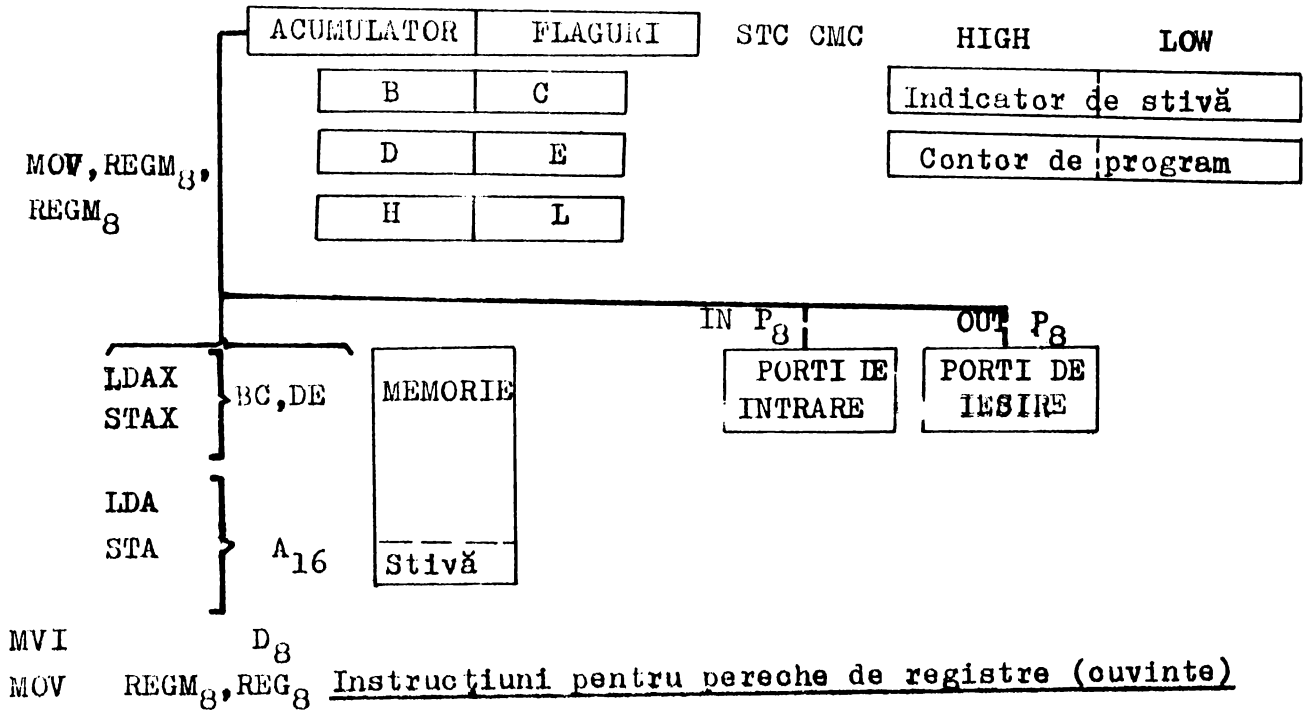 ACUMULATOR FLAGURI STC CMC HIGH LOW
B C Indicator de stivă
D E Contor de program
MOV,REGM8,
REGM8
H L
IN P8 OUT P8
LDAX
STAX
BC,DE
MEMORIE
PORTI DE
INTRARE
PORTI DE
IESIRE
LDA
STA
A16
Stivă
MVI D8
MOV REGM8,REG8 Instrucţiuni pentru pereche de registre (cuvinte)